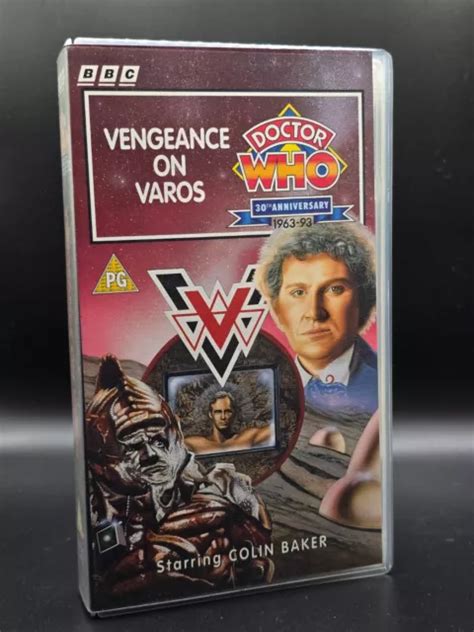 BBC
VENGEANCE
ON
VAROS
DOCTOR
WHO
30TH ANNIVERSARY
1963-93
PG
V
Starring COLIN BAKER